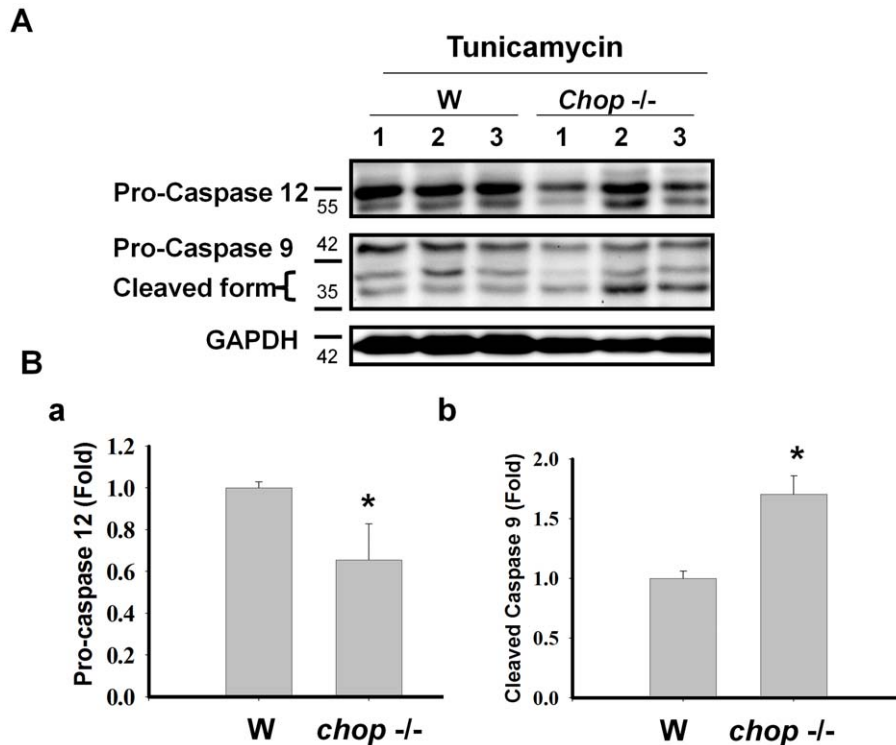 A
Tunicamycin
W Chop -/-
1 2 3 1 2 3
Pro-Caspase 12
55
Pro-Caspase 9 42
Cleaved form 35
GAPDH
42
B
a
Pro-caspase 12 (Fold)
1.2
1.0
0.8
0.6
0.4
0.2
0.0
*
W chop -/-
b
Cleaved Caspase 9 (Fold)
2.0
1.5
1.0
0.5
0.0
*
W chop -/-